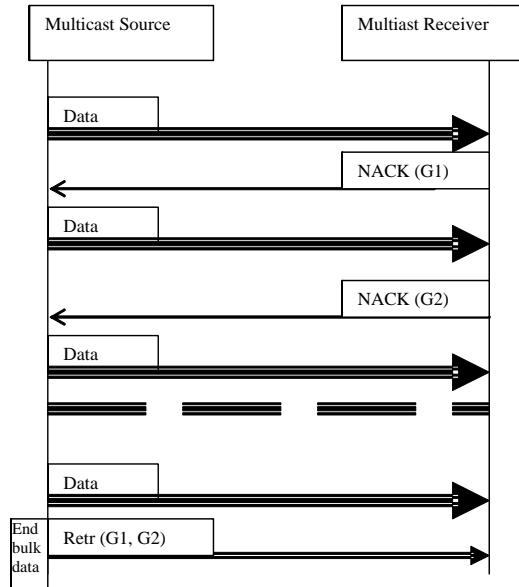 Multicast Source
Multiast Receiver
Data
NACK (G1)
Data
NACK (G2)
Data
Data
End
bulk
data
Retr (G1, G2)